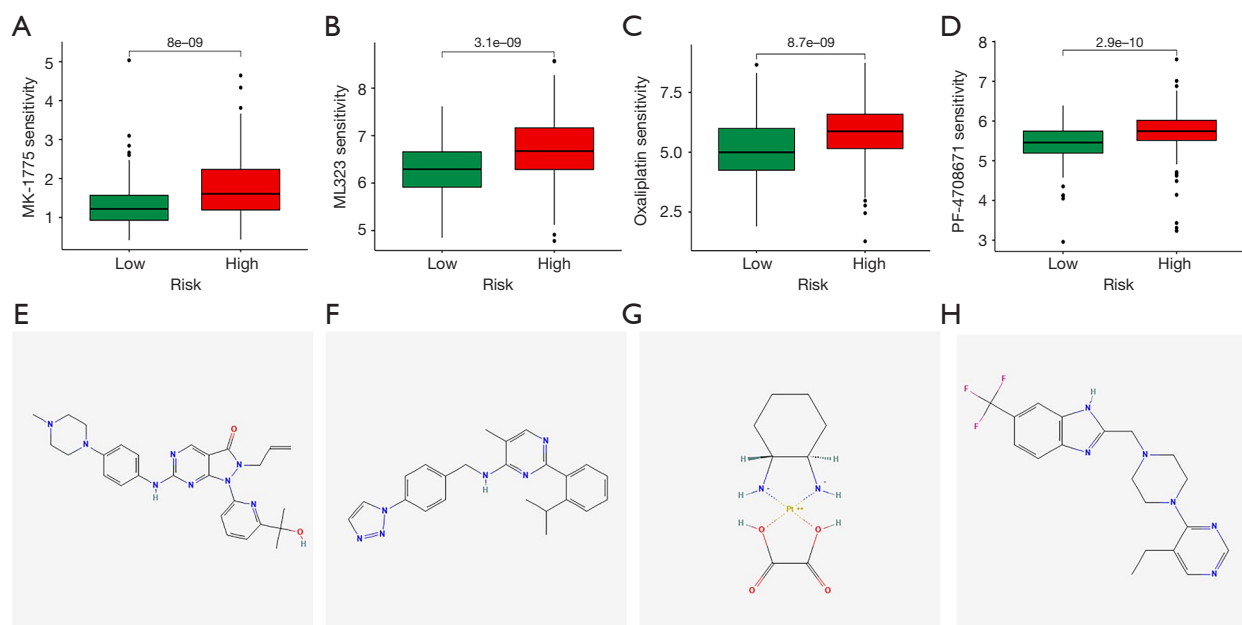 A
8e–09
MK-1775 sensitivity
5
4
3
2
1
Low
High
Risk
B
3.1e–09
ML323 sensitivity
8
7
6
5
Low
High
Risk
C
8.7e–09
Oxaliplatin sensitivity
7.5
5.0
2.5
Low
High
Risk
D
2.9e–10
PF-4708671 sensitivity
8
7
6
5
4
3
Low
High
Risk
E
N
N
O
N
N
N
H
N
N
N
O
H
F
N
N
N
H
N
N
N
N
G
H
H
H
N
-
N
-
H
Pt
++
H
O
O
H
O
O
H
F
F
F
H
N
N
N
N
N
N